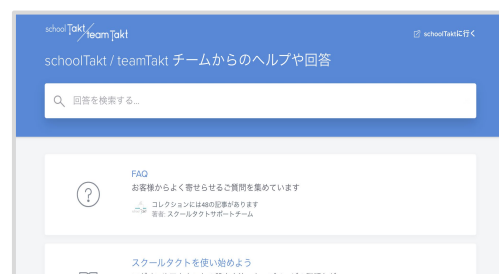 schoolTakt/teamTakt
schoolTaktに行く
schoolTakt / teamTakt チームからのヘルプや回答
回答を検索する...
FAQ
お客様からよく寄せらせるご質問を集めています
コレクションには48の記事があります
著者: スクールタクトサポートチーム
スクールタクトを使い始めよう